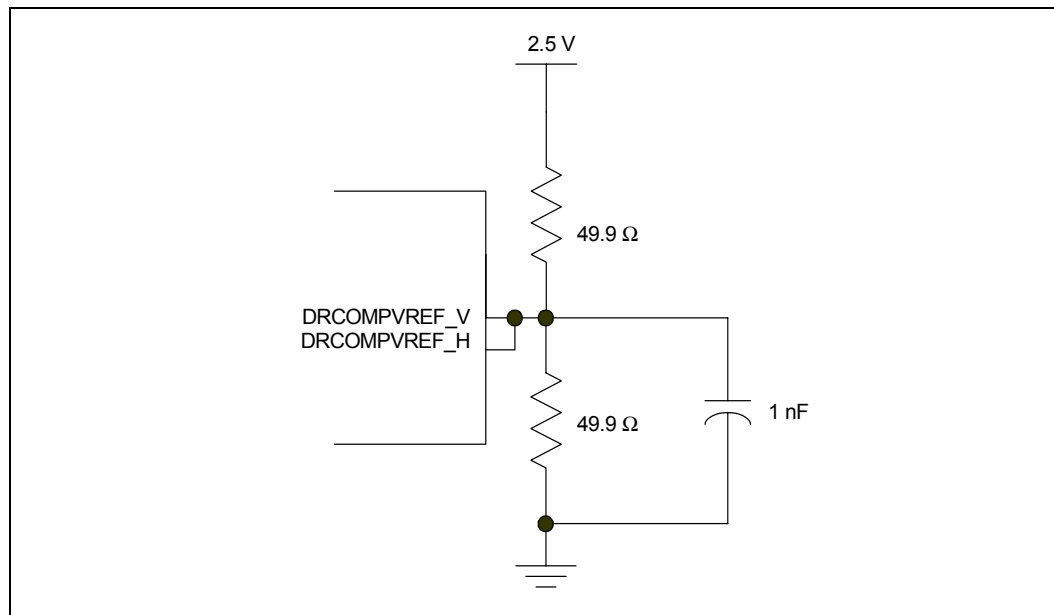 2.5 V
49.9 Ω
DRCOMPVREF_V
DRCOMPVREF_H
49.9 Ω
1 nF